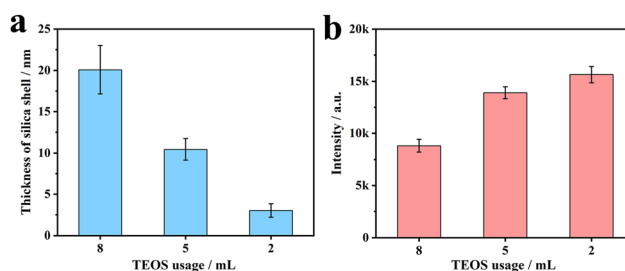 a
Thickness of silica shell / nm
25
20
15
10
5
0
8
5
2
TEOS usage / mL
b
Intensity / a.u.
20k
15k
10k
5k
8
5
2
TEOS usage / mL